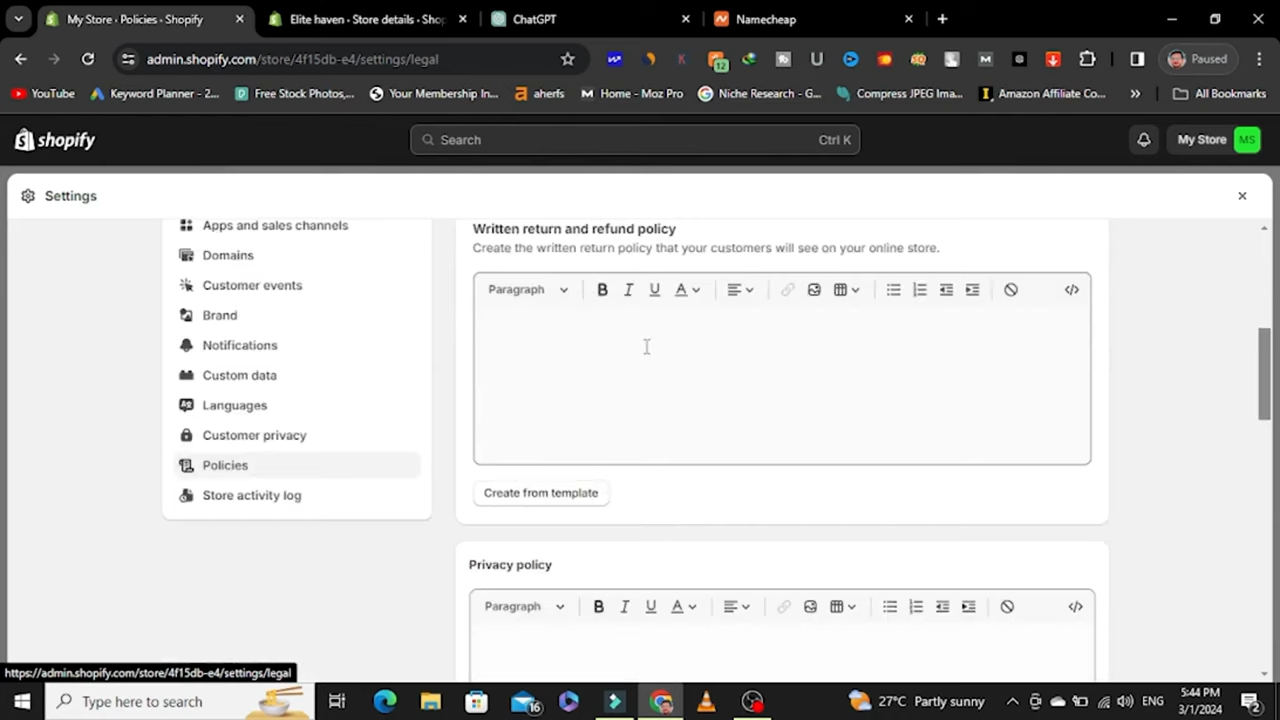 My Store · Policies · Shopify
Elite haven · Store details · Shop
ChatGPT
Namecheap
admin.shopify.com/store/4f15db-e4/settings/legal
12
Paused
YouTube
Keyword Planner - 2...
Free Stock Photos,...
Your Membership In...
aherfs
Home - Moz Pro
Niche Research - G...
Compress JPEG Ima...
Amazon Affiliate Co...
All Bookmarks
shopify
Search
Ctrl K
My Store
MS
Settings
Apps and sales channels
Domains
Customer events
Brand
Notifications
Custom data
Languages
Customer privacy
Policies
Store activity log
Written return and refund policy
Create the written return policy that your customers will see on your online store.
Paragraph
B I U A
Create from template
Privacy policy
Paragraph
B I U A
https://admin.shopify.com/store/4f15db-e4/settings/legal
Type here to search
16
27°C Partly sunny
ENG
5:44 PM
3/1/2024
2